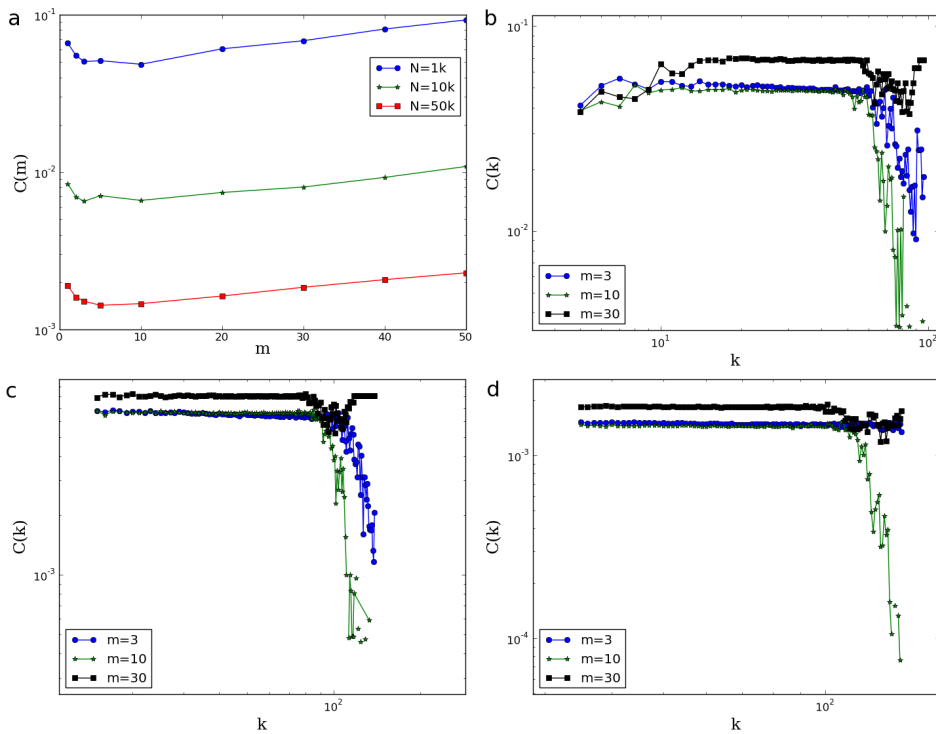 a
10⁻¹
10⁻²
10⁻³
C(m)
0 10 20 30 40 50
m
N=1k
N=10k
N=50k
b
10⁻¹
10⁻²
C(k)
10¹ 10²
k
m=3
m=10
m=30
c
10⁻³
C(k)
10²
k
m=3
m=10
m=30
d
10⁻³
10⁻⁴
C(k)
10²
k
m=3
m=10
m=30